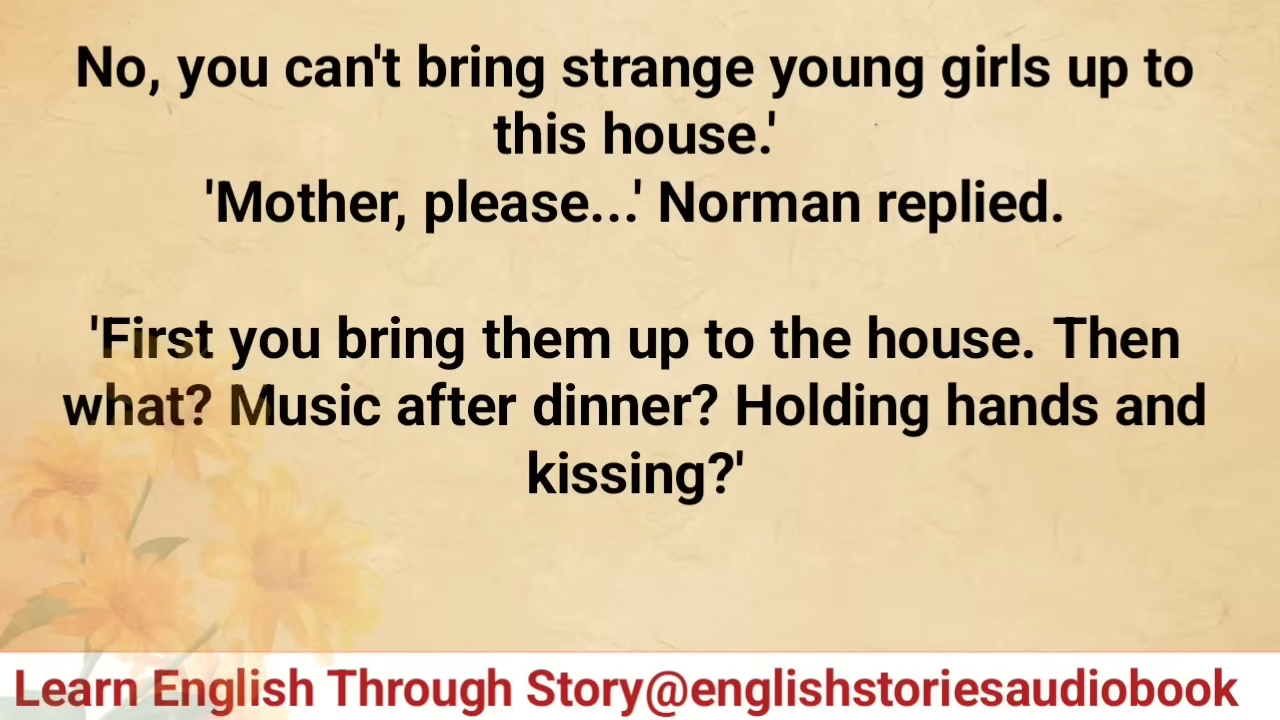 No, you can't bring strange young girls up to
this house.'
'Mother, please...' Norman replied.
'First you bring them up to the house. Then
what? Music after dinner? Holding hands and
kissing?'
Learn English Through Story@englishstoriesaudiobook